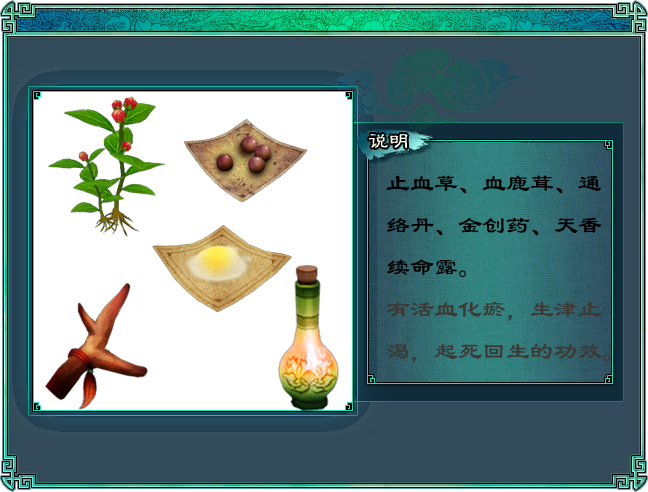 说明
止血草、血鹿茸、通
络丹、金创药、天香
续命露。
有活血化瘀，生津止
渴，起死回生的功效。